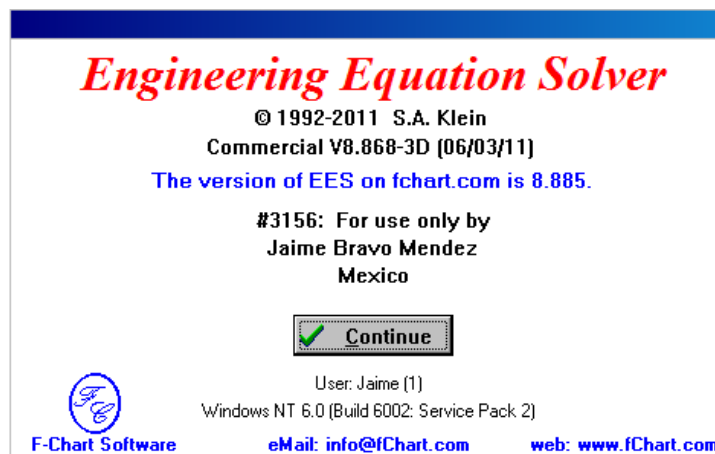 Engineering Equation Solver
© 1992-2011 S.A. Klein
Commercial V8.868-3D (06/03/11)
The version of EES on fchart.com is 8.885.
#3156: For use only by
Jaime Bravo Mendez
Mexico
Continue
User: Jaime (1)
Windows NT 6.0 (Build 6002: Service Pack 2)
FC
F-Chart Software eMail: info@fChart.com web: www.fChart.com